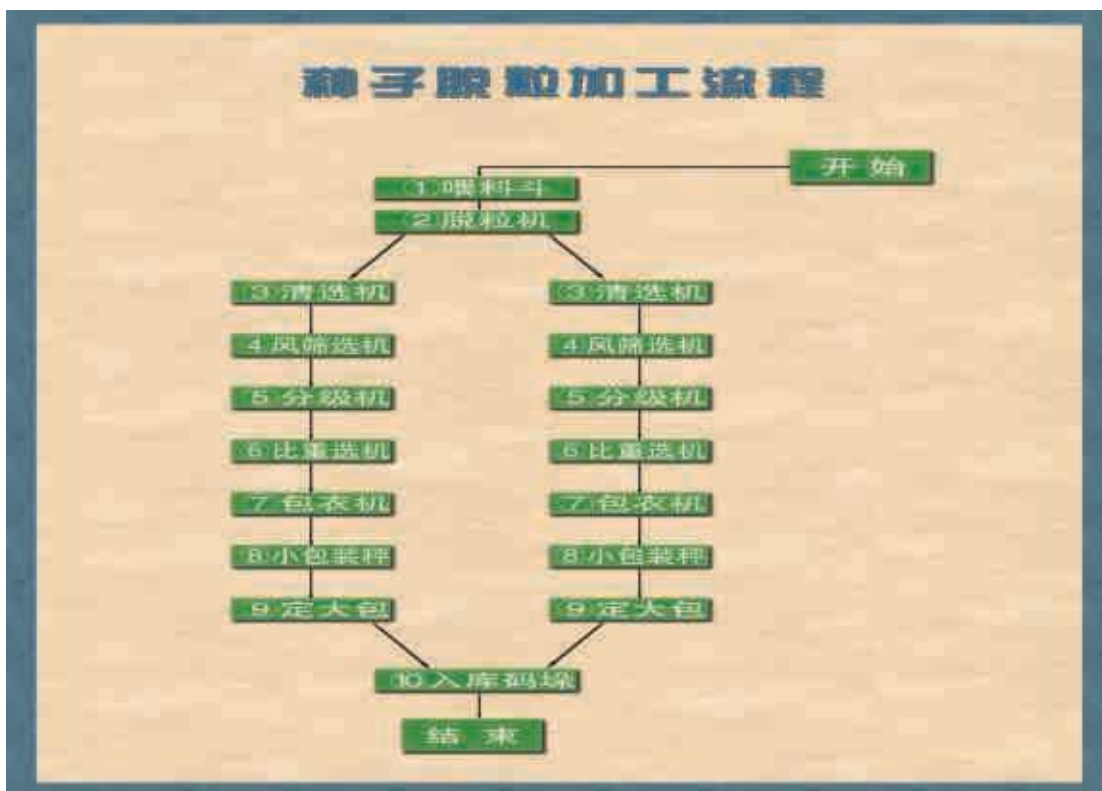 种子脱粒加工流程
开始
①喂料斗
2脱粒机
3清选机 3清选机
4风筛选机 4风筛选机
5分级机 5分级机
6比重选机 6比重选机
7包衣机 7包衣机
8小包装秤 8小包装秤
9定大包 9定大包
10入库码垛
结束